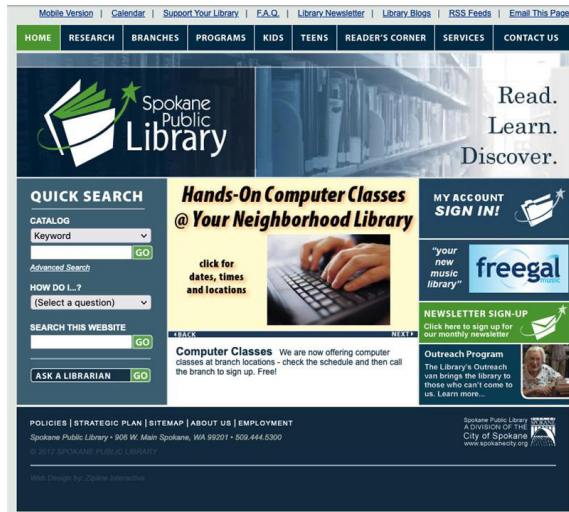 Mobile Version | Calendar | Support Your Library | F.A.Q. | Library Newsletter | Library Blogs | RSS Feeds | Email This Page
HOME RESEARCH BRANCHES PROGRAMS KIDS TEENS READER'S CORNER SERVICES CONTACT US
Spokane
Public
Library
Read.
Learn.
Discover.
QUICK SEARCH
CATALOG
Keyword
GO
Advanced Search
HOW DO I...?
(Select a question)
SEARCH THIS WEBSITE
GO
ASK A LIBRARIAN GO
Hands-On Computer Classes
@ Your Neighborhood Library
click for
dates, times
and locations
BACK NEXT
Computer Classes We are now offering computer
classes at branch locations - check the schedule and then call
the branch to sign up. Free!
MY ACCOUNT
SIGN IN!
"your
new
music
library"
freegal
music
NEWSLETTER SIGN-UP
Click here to sign up for
our monthly newsletter
Outreach Program
The Library's Outreach
van brings the library to
those who can't come to
us. Learn more...
POLICIES | STRATEGIC PLAN | SITEMAP | ABOUT US | EMPLOYMENT
Spokane Public Library • 906 W. Main Spokane, WA 99201 • 509.444.5300
© 2012 SPOKANE PUBLIC LIBRARY
Web Design by: Zipline Interactive
Spokane Public Library
A DIVISION OF THE
City of Spokane
www.spokanecity.org